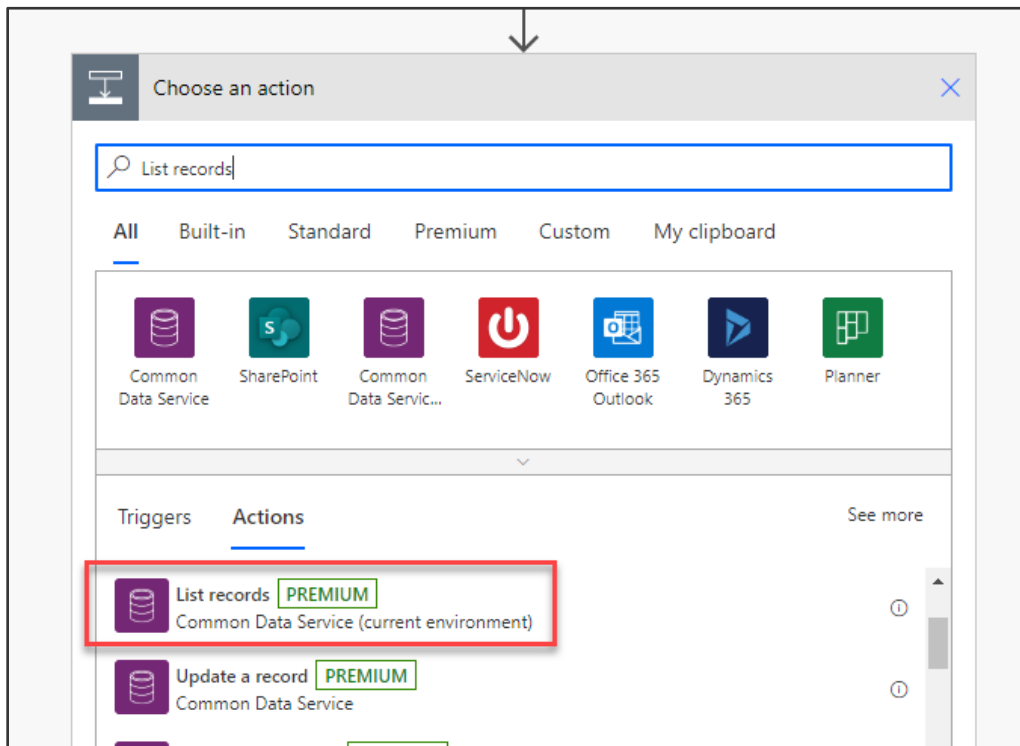 Choose an action
List records
All Built-in Standard Premium Custom My clipboard
Common Data Service
SharePoint
Common Data Servic...
ServiceNow
Office 365 Outlook
Dynamics 365
Planner
Triggers Actions See more
List records PREMIUM
Common Data Service (current environment)
Update a record PREMIUM
Common Data Service